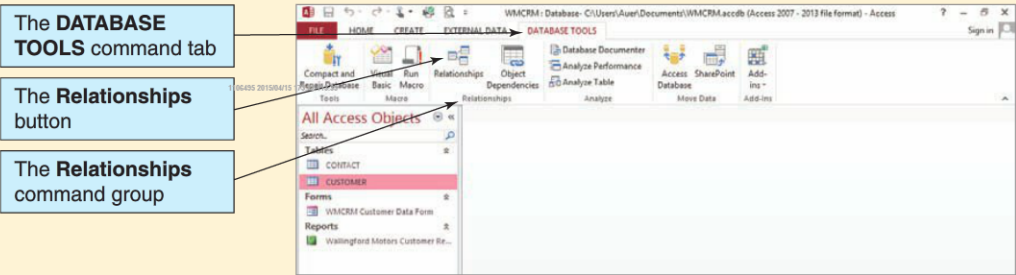 The DATABASE
TOOLS command tab
The Relationships
button
The Relationships
command group
WMCRM : Database- C:\Users\Auer\Documents\WMCRM.accdb (Access 2007 - 2013 file format) - Access
FILE HOME CREATE EXTERNAL DATA DATABASE TOOLS Sign in
Compact and
Repair Database
Visual
Basic
Run
Macro
Relationships
Object
Dependencies
Database Documenter
Analyze Performance
Analyze Table
Access
Database
SharePoint
Add-
ins
Tools Macro Relationships Analyze Move Data Add-Ins
2015/04/15
All Access Objects
Search...
Tables
CONTACT
CUSTOMER
Forms
WMCRM Customer Data Form
Reports
Wallingford Motors Customer Re...